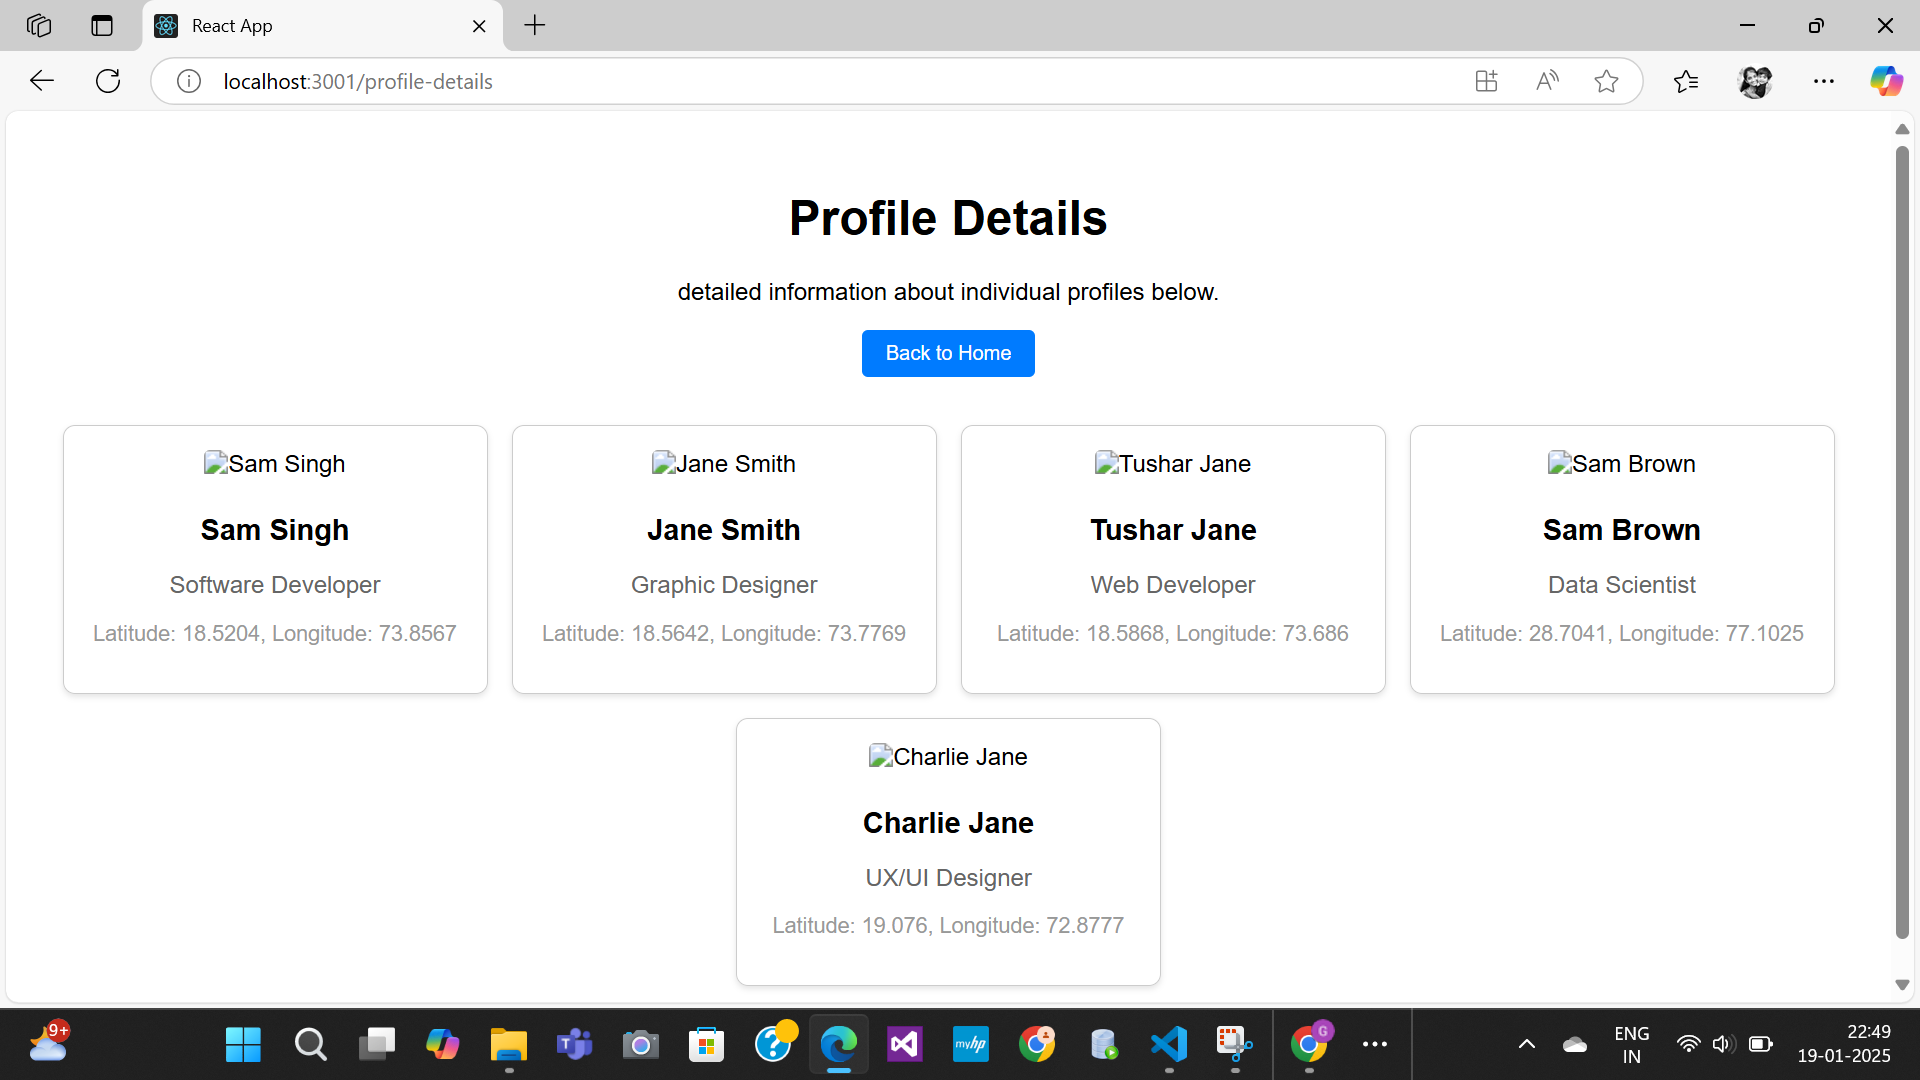 React App
localhost:3001/profile-details
Profile Details
detailed information about individual profiles below.
Back to Home
Sam Singh
Sam Singh
Software Developer
Latitude: 18.5204, Longitude: 73.8567
Jane Smith
Jane Smith
Graphic Designer
Latitude: 18.5642, Longitude: 73.7769
Tushar Jane
Tushar Jane
Web Developer
Latitude: 18.5868, Longitude: 73.686
Sam Brown
Sam Brown
Data Scientist
Latitude: 28.7041, Longitude: 77.1025
Charlie Jane
Charlie Jane
UX/UI Designer
Latitude: 19.076, Longitude: 72.8777
9+
myhp
G
ENG
IN
22:49
19-01-2025